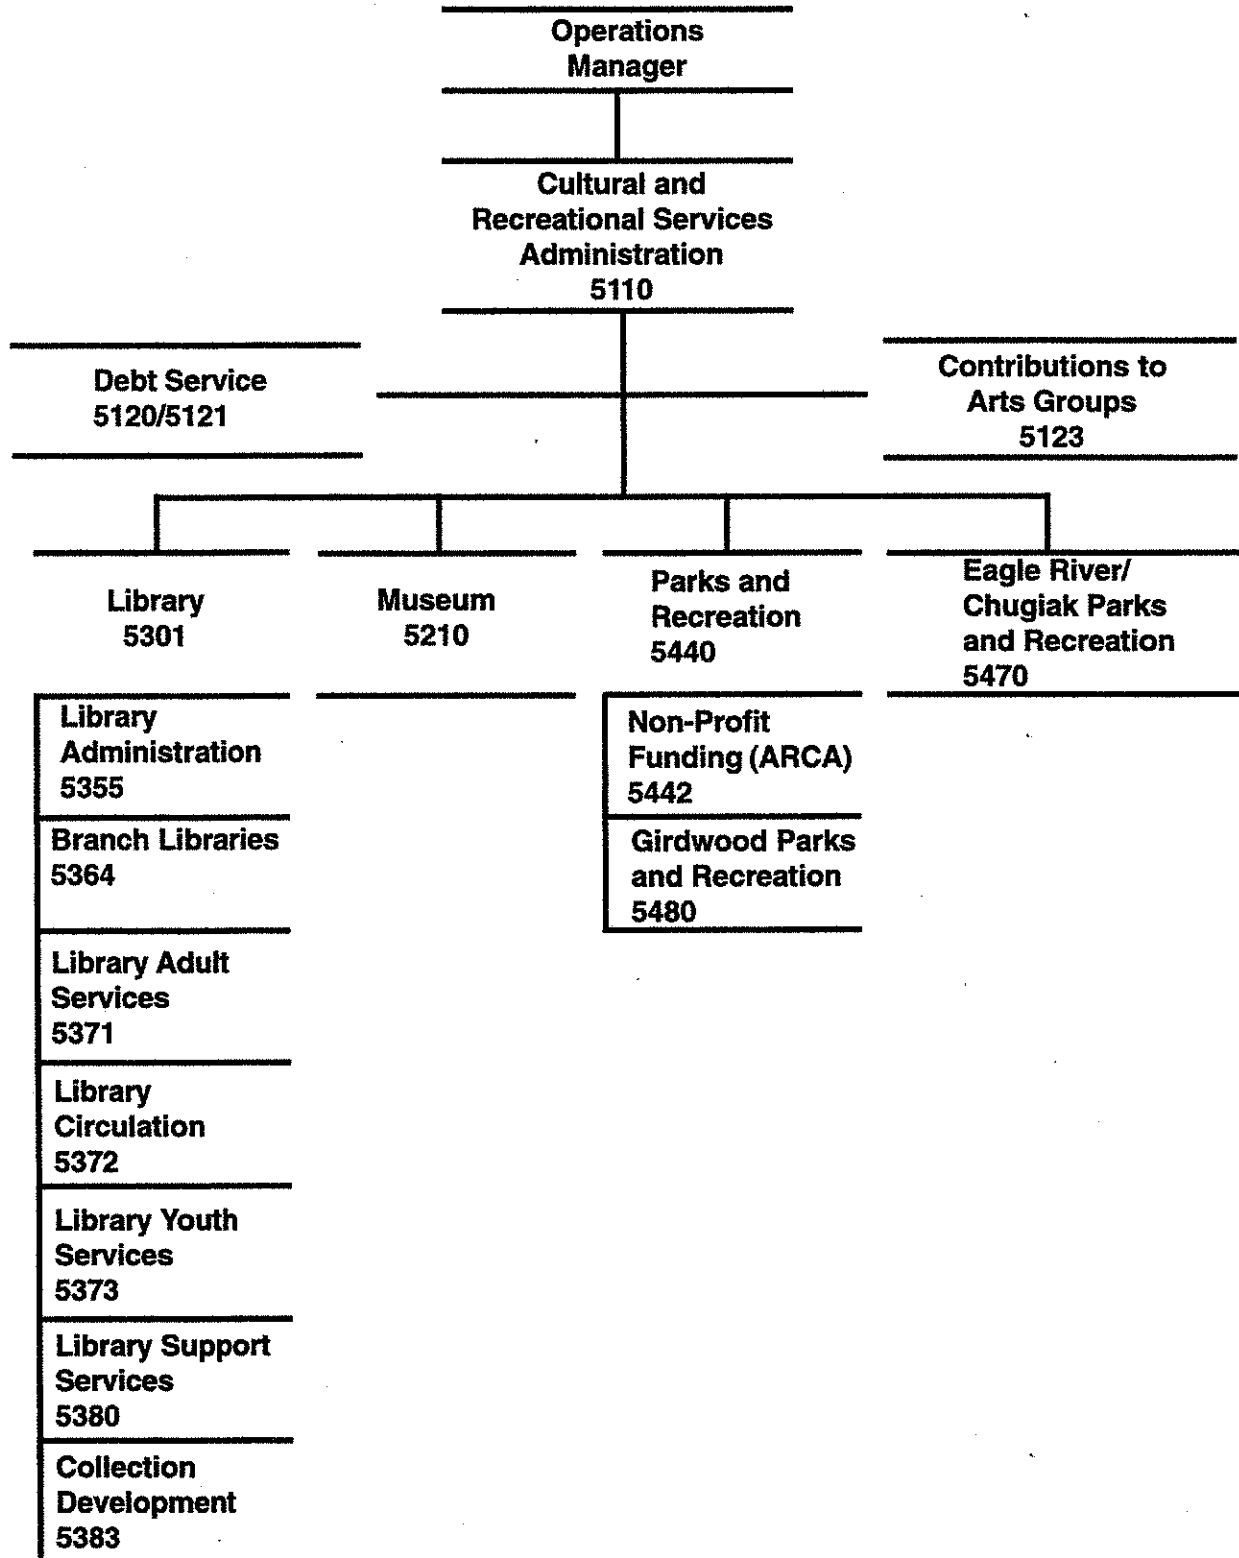 Operations
Manager
Cultural and
Recreational Services
Administration
5110
Debt Service
5120/5121
Contributions to
Arts Groups
5123
Library
5301
Museum
5210
Parks and
Recreation
5440
Eagle River/
Chugiak Parks
and Recreation
5470
Library
Administration
5355
Branch Libraries
5364
Library Adult
Services
5371
Library
Circulation
5372
Library Youth
Services
5373
Library Support
Services
5380
Collection
Development
5383
Non-Profit
Funding (ARCA)
5442
Girdwood Parks
and Recreation
5480